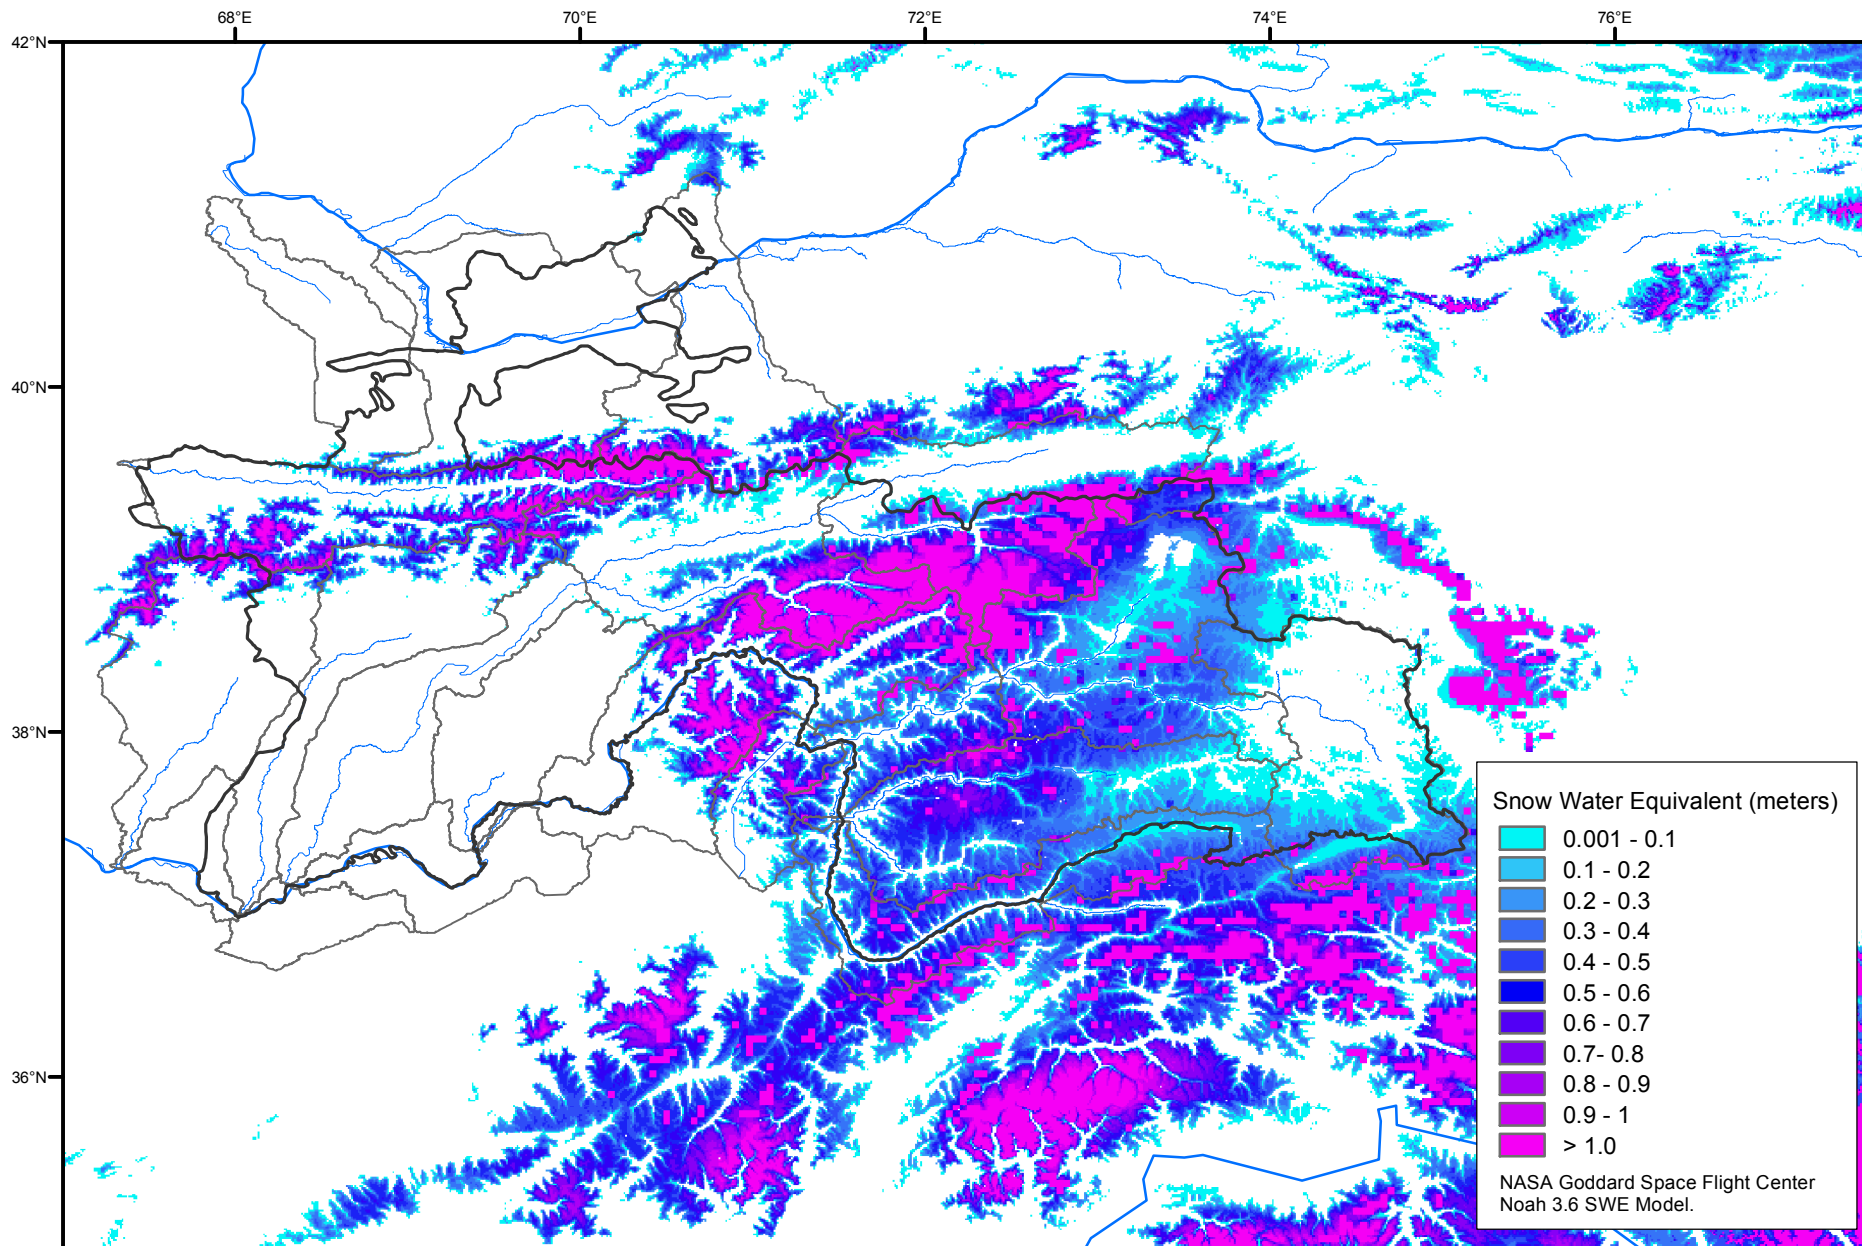 68°E 70°E 72°E 74°E 76°E
42°N
40°N
38°N
36°N
Snow Water Equivalent (meters)
0.001 - 0.1
0.1 - 0.2
0.2 - 0.3
0.3 - 0.4
0.4 - 0.5
0.5 - 0.6
0.6 - 0.7
0.7- 0.8
0.8 - 0.9
0.9 - 1
> 1.0
NASA Goddard Space Flight Center
Noah 3.6 SWE Model.